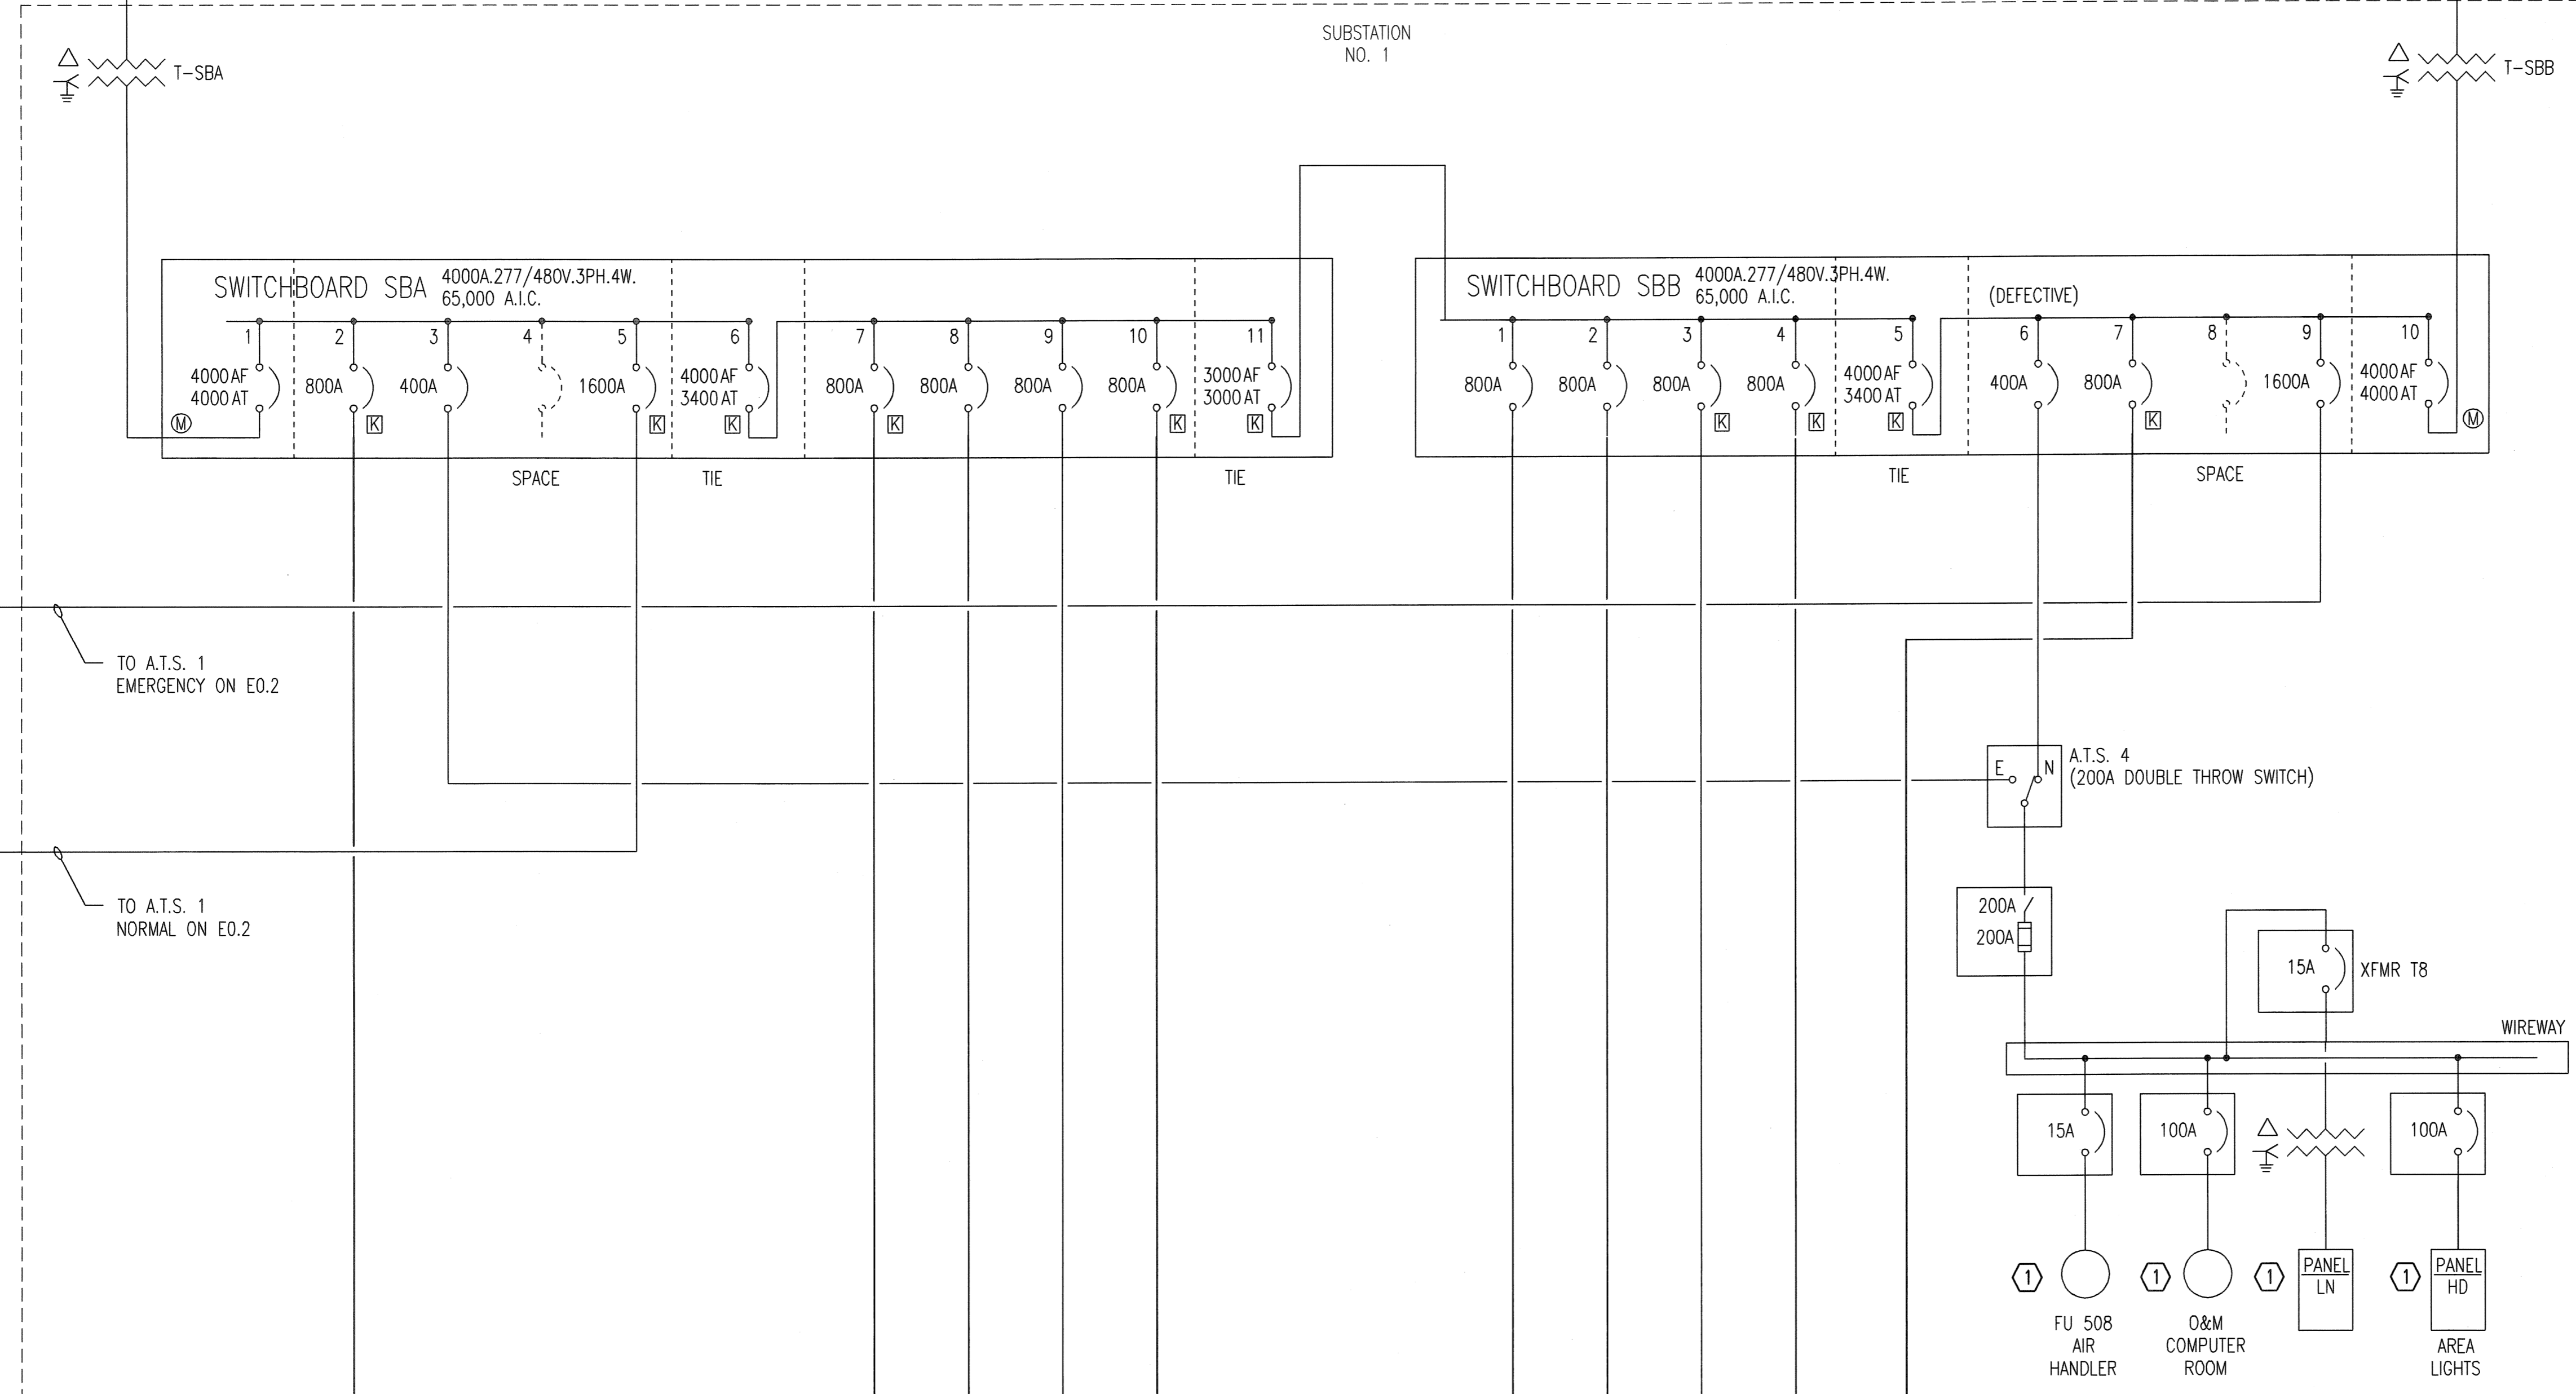 SUBSTATION
NO. 1
T-SBA
T-SBB
SWITCHBOARD SBA
4000A.277/480V.3PH.4W.
65,000 A.I.C.
1
2
3
4
5
6
7
8
9
10
11
4000AF
4000AT
800A
400A
1600A
4000AF
3400AT
800A
800A
800A
800A
3000AF
3000AT
M
K
K
K
K
K
K
SPACE
TIE
TIE
SWITCHBOARD SBB
4000A.277/480V.3PH.4W.
65,000 A.I.C.
(DEFECTIVE)
1
2
3
4
5
6
7
8
9
10
800A
800A
800A
800A
4000AF
3400AT
400A
800A
1600A
4000AF
4000AT
K
K
K
K
M
TIE
SPACE
TO A.T.S. 1
EMERGENCY ON E0.2
TO A.T.S. 1
NORMAL ON E0.2
E
N
A.T.S. 4
(200A DOUBLE THROW SWITCH)
200A
200A
15A
XFMR T8
WIREWAY
15A
100A
100A
1
1
1
PANEL
LN
1
PANEL
HD
FU 508
AIR
HANDLER
O&M
COMPUTER
ROOM
AREA
LIGHTS